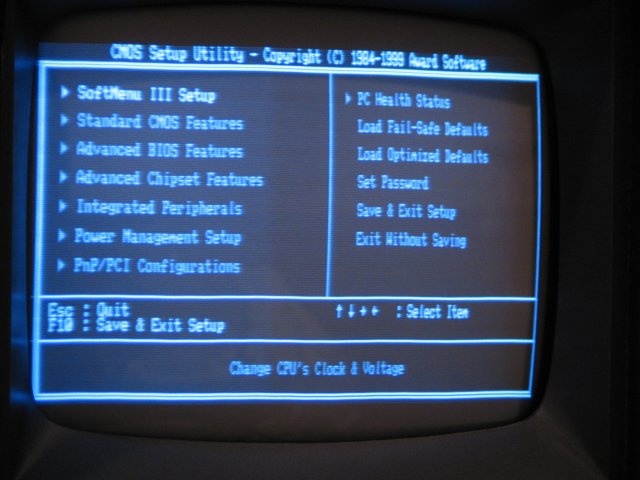 CMOS Setup Utility - Copyright (C) 1984-1999 Award Software
SoftMenu III Setup
Standard CMOS Features
Advanced BIOS Features
Advanced Chipset Features
Integrated Peripherals
Power Management Setup
PnP/PCI Configurations
PC Health Status
Load Fail-Safe Defaults
Load Optimized Defaults
Set Password
Save & Exit Setup
Exit Without Saving
Esc : Quit
F10 : Save & Exit Setup
↑ ↓ → ← : Select Item
Change CPU's Clock & Voltage